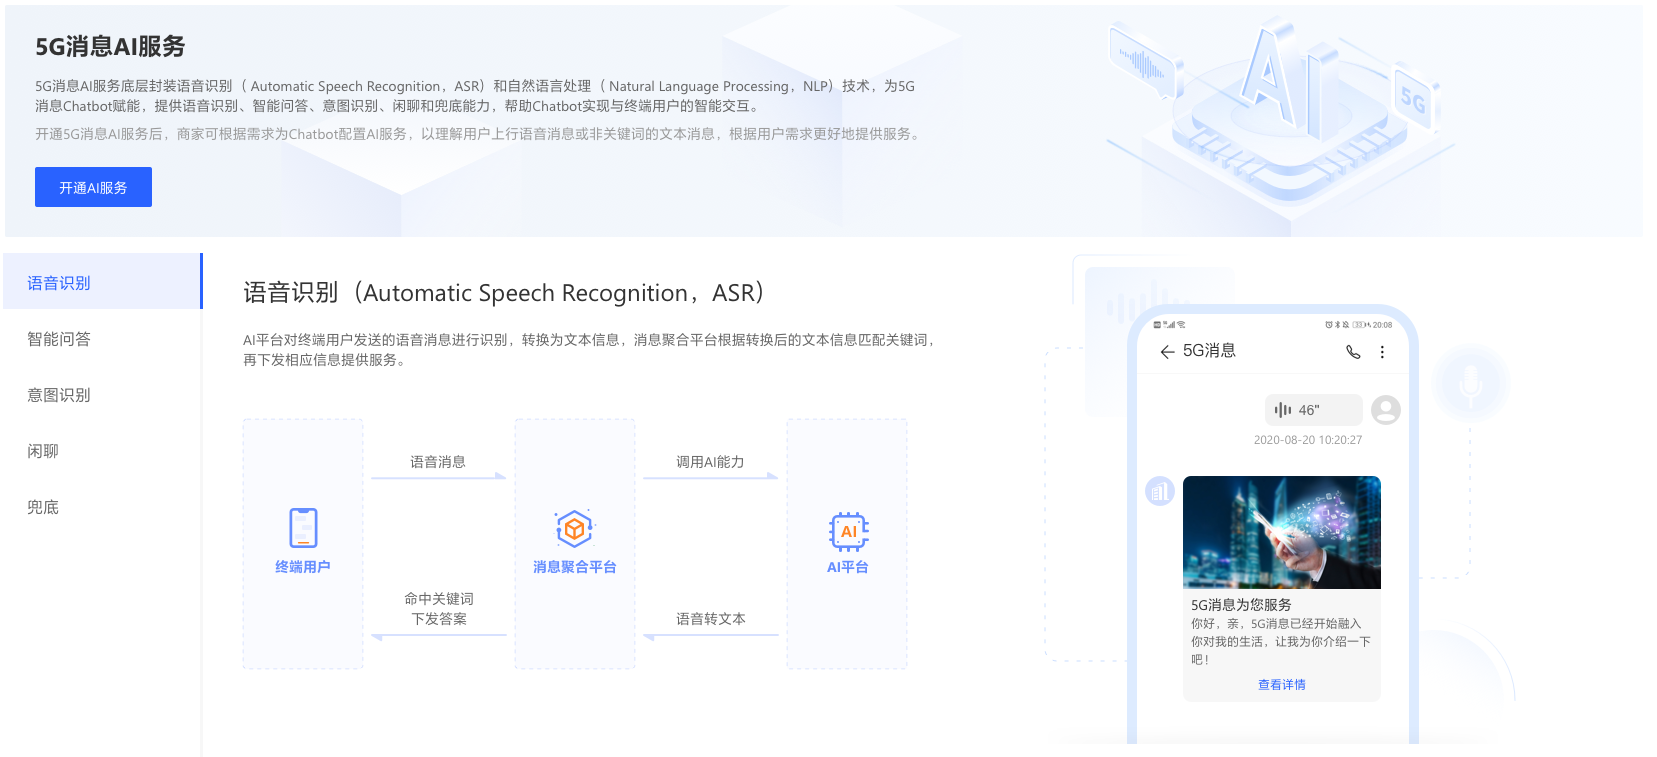 5G消息AI服务
5G消息AI服务底层封装语音识别（ Automatic Speech Recognition，ASR）和自然语言处理（ Natural Language Processing，NLP）技术，为5G
消息Chatbot赋能，提供语音识别、智能问答、意图识别、闲聊和兜底能力，帮助Chatbot实现与终端用户的智能交互。
开通5G消息AI服务后，商家可根据需求为Chatbot配置AI服务，以理解用户上行语音消息或非关键词的文本消息，根据用户需求更好地提供服务。
开通AI服务
AI
5G
语音识别
智能问答
意图识别
闲聊
兜底
语音识别（Automatic Speech Recognition，ASR）
AI平台对终端用户发送的语音消息进行识别，转换为文本信息，消息聚合平台根据转换后的文本信息匹配关键词，
再下发相应信息提供服务。
语音消息
调用AI能力
终端用户
消息聚合平台
AI
AI平台
命中关键词
下发答案
语音转文本
20:08
5G消息
46"
2020-08-20 10:20:27
5G消息为您服务
你好，亲，5G消息已经开始融入
你对我的生活，让我为你介绍一下
吧！
查看详情